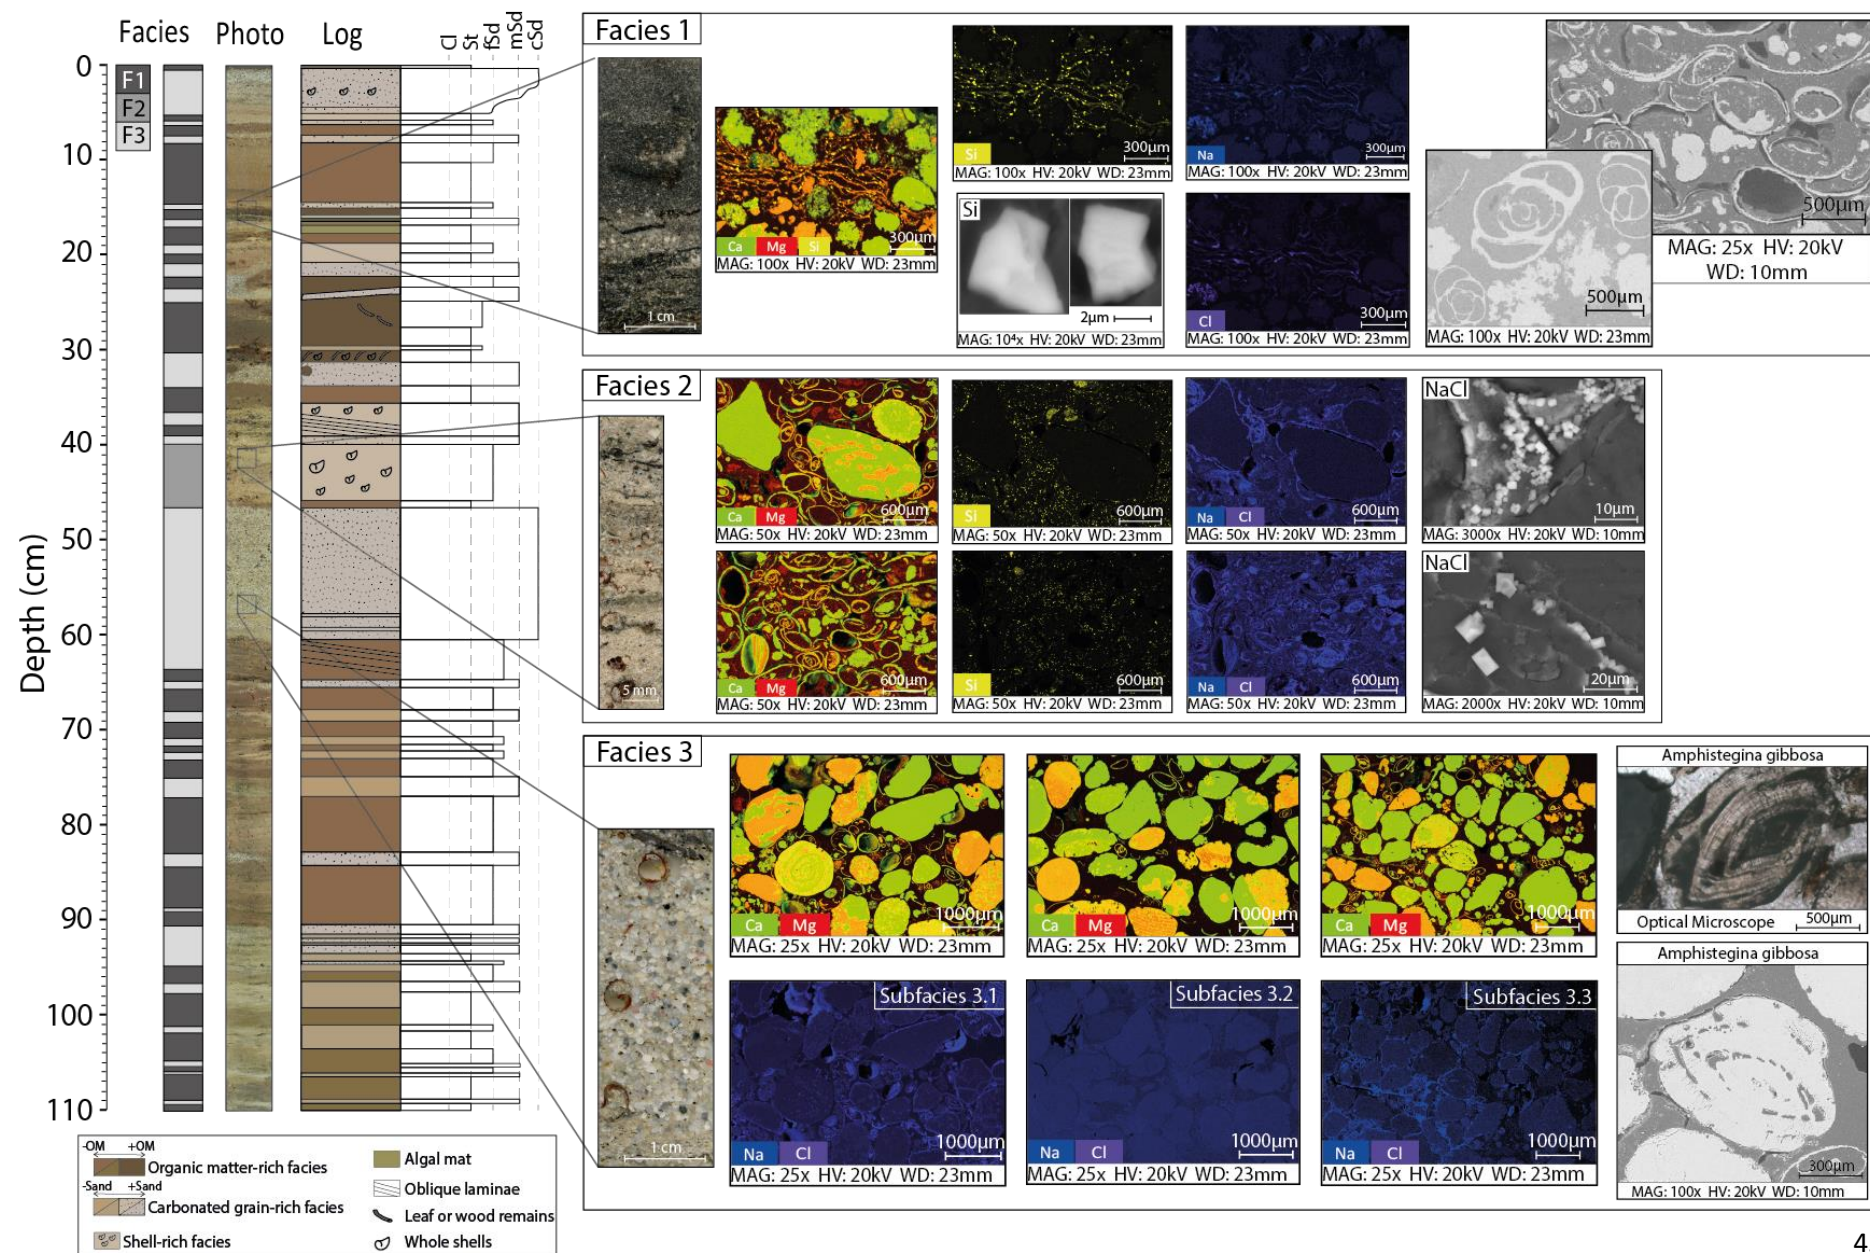 Facies Photo Log
Cl St fSd mSd cSd
Depth (cm)
0
10
20
30
40
50
60
70
80
90
100
110
F1
F2
F3
-OM +OM
Organic matter-rich facies
-Sand +Sand
Carbonated grain-rich facies
Shell-rich facies
Algal mat
Oblique laminae
Leaf or wood remains
Whole shells
Facies 1
1 cm
Ca Mg Si 300μm
MAG: 100x HV: 20kV WD: 23mm
Si 300μm
MAG: 100x HV: 20kV WD: 23mm
Si
2μm
MAG: 10⁴x HV: 20kV WD: 23mm
Na 300μm
MAG: 100x HV: 20kV WD: 23mm
Cl 300μm
MAG: 100x HV: 20kV WD: 23mm
500μm
MAG: 100x HV: 20kV WD: 23mm
500μm
MAG: 25x HV: 20kV
WD: 10mm
Facies 2
5 mm
Ca Mg 600μm
MAG: 50x HV: 20kV WD: 23mm
Si 600μm
MAG: 50x HV: 20kV WD: 23mm
Na Cl 600μm
MAG: 50x HV: 20kV WD: 23mm
NaCl
10μm
MAG: 3000x HV: 20kV WD: 10mm
Ca Mg 600μm
MAG: 50x HV: 20kV WD: 23mm
Si 600μm
MAG: 50x HV: 20kV WD: 23mm
Na Cl 600μm
MAG: 50x HV: 20kV WD: 23mm
NaCl
20μm
MAG: 2000x HV: 20kV WD: 10mm
Facies 3
1 cm
Ca Mg 1000μm
MAG: 25x HV: 20kV WD: 23mm
Ca Mg 1000μm
MAG: 25x HV: 20kV WD: 23mm
Ca Mg 1000μm
MAG: 25x HV: 20kV WD: 23mm
Amphistegina gibbosa
Optical Microscope 500μm
Subfacies 3.1
Na Cl 1000μm
MAG: 25x HV: 20kV WD: 23mm
Subfacies 3.2
Na Cl 1000μm
MAG: 25x HV: 20kV WD: 23mm
Subfacies 3.3
Na Cl 1000μm
MAG: 25x HV: 20kV WD: 23mm
Amphistegina gibbosa
300μm
MAG: 100x HV: 20kV WD: 10mm
4